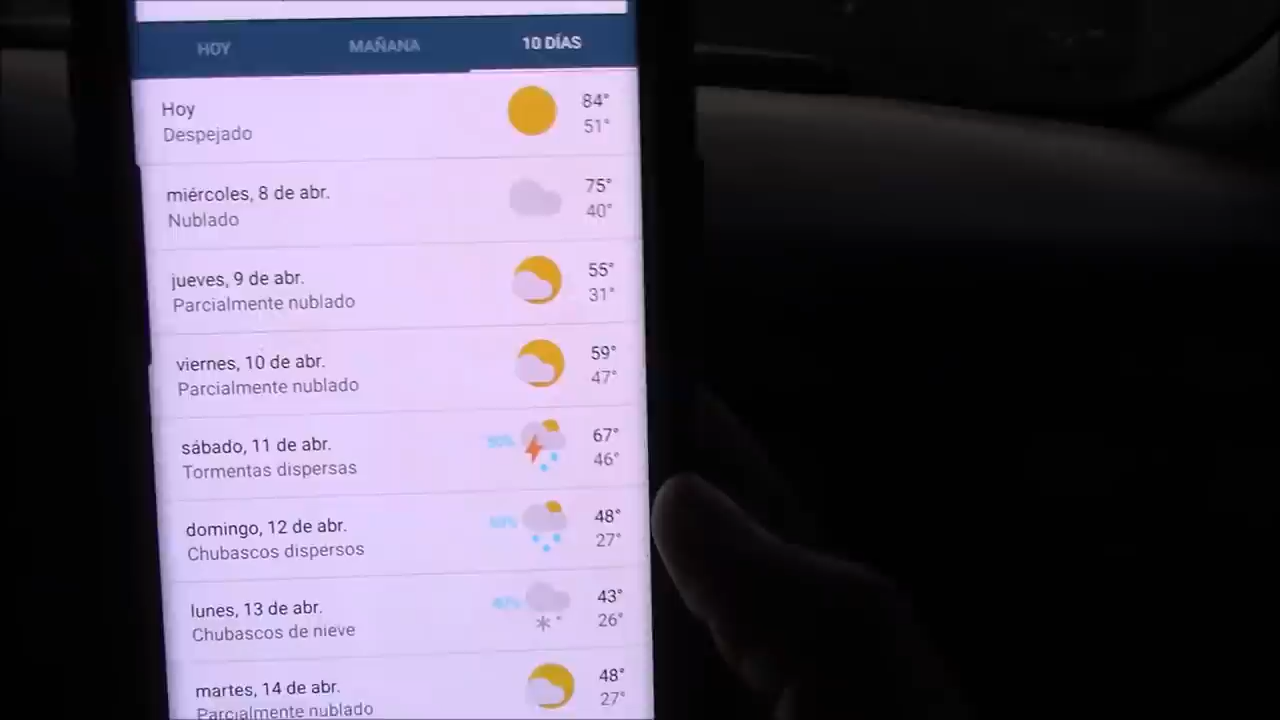 HOY MAÑANA 10 DÍAS
Hoy 84°
Despejado 51°
miércoles, 8 de abr. 75°
Nublado 40°
jueves, 9 de abr. 55°
Parcialmente nublado 31°
viernes, 10 de abr. 59°
Parcialmente nublado 47°
sábado, 11 de abr. 67°
Tormentas dispersas 46°
domingo, 12 de abr. 48°
Chubascos dispersos 27°
lunes, 13 de abr. 43°
Chubascos de nieve 26°
martes, 14 de abr. 48°
Parcialmente nublado 27°